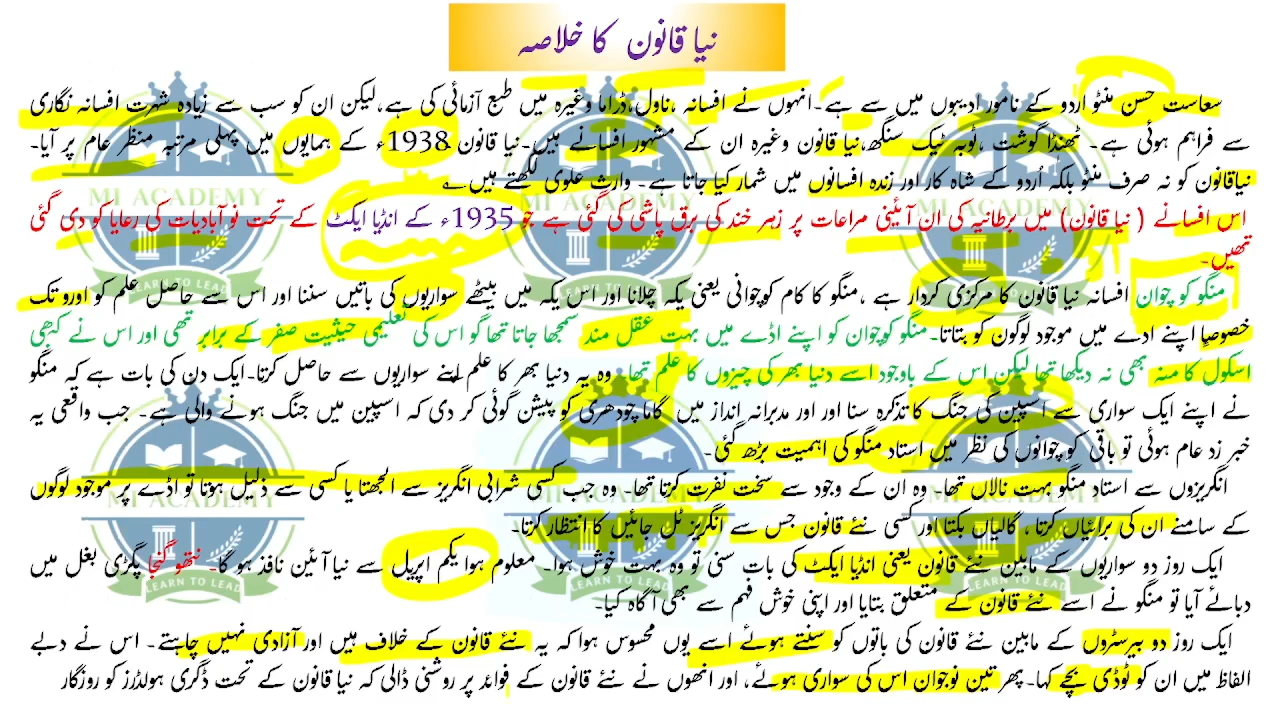 نیا قانون کا خلاصہ
سعاست حسن منٹو اردو کے نامور ادیبوں میں سے ہے۔انہوں نے افسانہ ،ناول،ڈراما وغیرہ میں طبع آزمائی کی ہے،لیکن ان کو سب سے زیادہ شہرت افسانہ نگاری
سے فراہم ہوئی ہے۔ ٹھنڈا گوشت ،ٹوبہ ٹیک سنگھ،نیا قانون وغیرہ ان کے مشہور افسانے ہیں۔نیا قانون 1938ء کے ہمایوں میں پہلی مرتبہ منظر عام پر آیا۔
نیاقانون کو نہ صرف منٹو بلکہ اُردو کے شاہ کار اور زندہ افسانوں میں شمار کیا جاتا ہے۔ وارث علوی لکھتے ہیں؎
اس افسانے ( نیا قانون) میں برطانیہ کی ان آئینی مراعات پر زہر خند کی برق پاشی کی گئی ہے جو 1935ء کے انڈیا ایکٹ کے تحت نوآبادیات کی رعایا کو دی گئی
تھیں۔
منگو کوچوان افسانہ نیا قانون کا مرکزی کردار ہے ،منگو کا کام کوچوانی یعنی یکہ چلانا اور اس یکہ میں بیٹھے سواریوں کی باتیں سننا اور اس سے حاصل علم کو اورو تک
خصوصاً اپنے ادے میں موجود لوگوں کو بتاتا۔منگو کوچوان کو اپنے اڈے میں بہت عقل مند سمجھا جاتا تھا گو اس کی تعلیمی حیثیت صفر کے برابر تھی اور اس نے کبھی
اسکول کا منہ بھی نہ دیکھا تھا لیکن اس کے باوجود اسے دنیا بھر کی چیزوں کا علم تھا۔ وہ یہ دنیا بھر کا علم اپنے سواریوں سے حاصل کرتا۔ایک دن کی بات ہے کہ منگو
نے اپنے ایک سواری سے اسپین کی جنگ کا تذکرہ سنا اور اور مدبرانہ انداز میں گاما چودھری کو پیشن گوئی کر دی کہ اسپین میں جنگ ہونے والی ہے۔ جب واقعی یہ
خبر زد عام ہوئی تو باقی کوچوانوں کی نظر میں استاد منگو کی اہمیت بڑھ گئی۔
انگریزوں سے استاد منگو بہت نالاں تھا۔ وہ ان کے وجود سے سخت نفرت کرتا تھا۔ وہ جب کسی شرابی انگریز سے الجھتا یا کسی سے ذلیل ہوتا تو اڈے پر موجود لوگوں
کے سامنے ان کی برائیاں کرتا ، گالیاں بکتا اور کسی نئے قانون جس سے انگریز ٹل جائیں کا انتظار کرتا۔
ایک روز دو سواریوں کے مابین نئے قانون یعنی انڈیا ایکٹ کی بات سنی تو وہ بہت خوش ہوا۔ معلوم ہوا یکم اپریل سے نیا آئین نافذ ہو گا۔ نتھو گنجا پگڑی بغل میں
دبائے آیا تو منگو نے اسے نئے قانون کے متعلق بتایا اور اپنی خوش فہم سے بھی آگاہ کیا۔
ایک روز دو بیرسٹروں کے مابین نئے قانون کی باتوں کو سنتے ہوئے اسے یوں محسوس ہوا کہ یہ نئے قانون کے خلاف ہیں اور آزادی نہیں چاہتے۔ اس نے دبے
الفاظ میں ان کو ٹوڈی بچے کہا۔پھر تین نوجوان اس کی سواری ہوئے، اور انھوں نے نئے قانون کے فوائد پر روشنی ڈالی کہ نیا قانون کے تحت ڈگری ہولڈرز کو روزگار
MI ACADEMY
LEARN TO LEAD